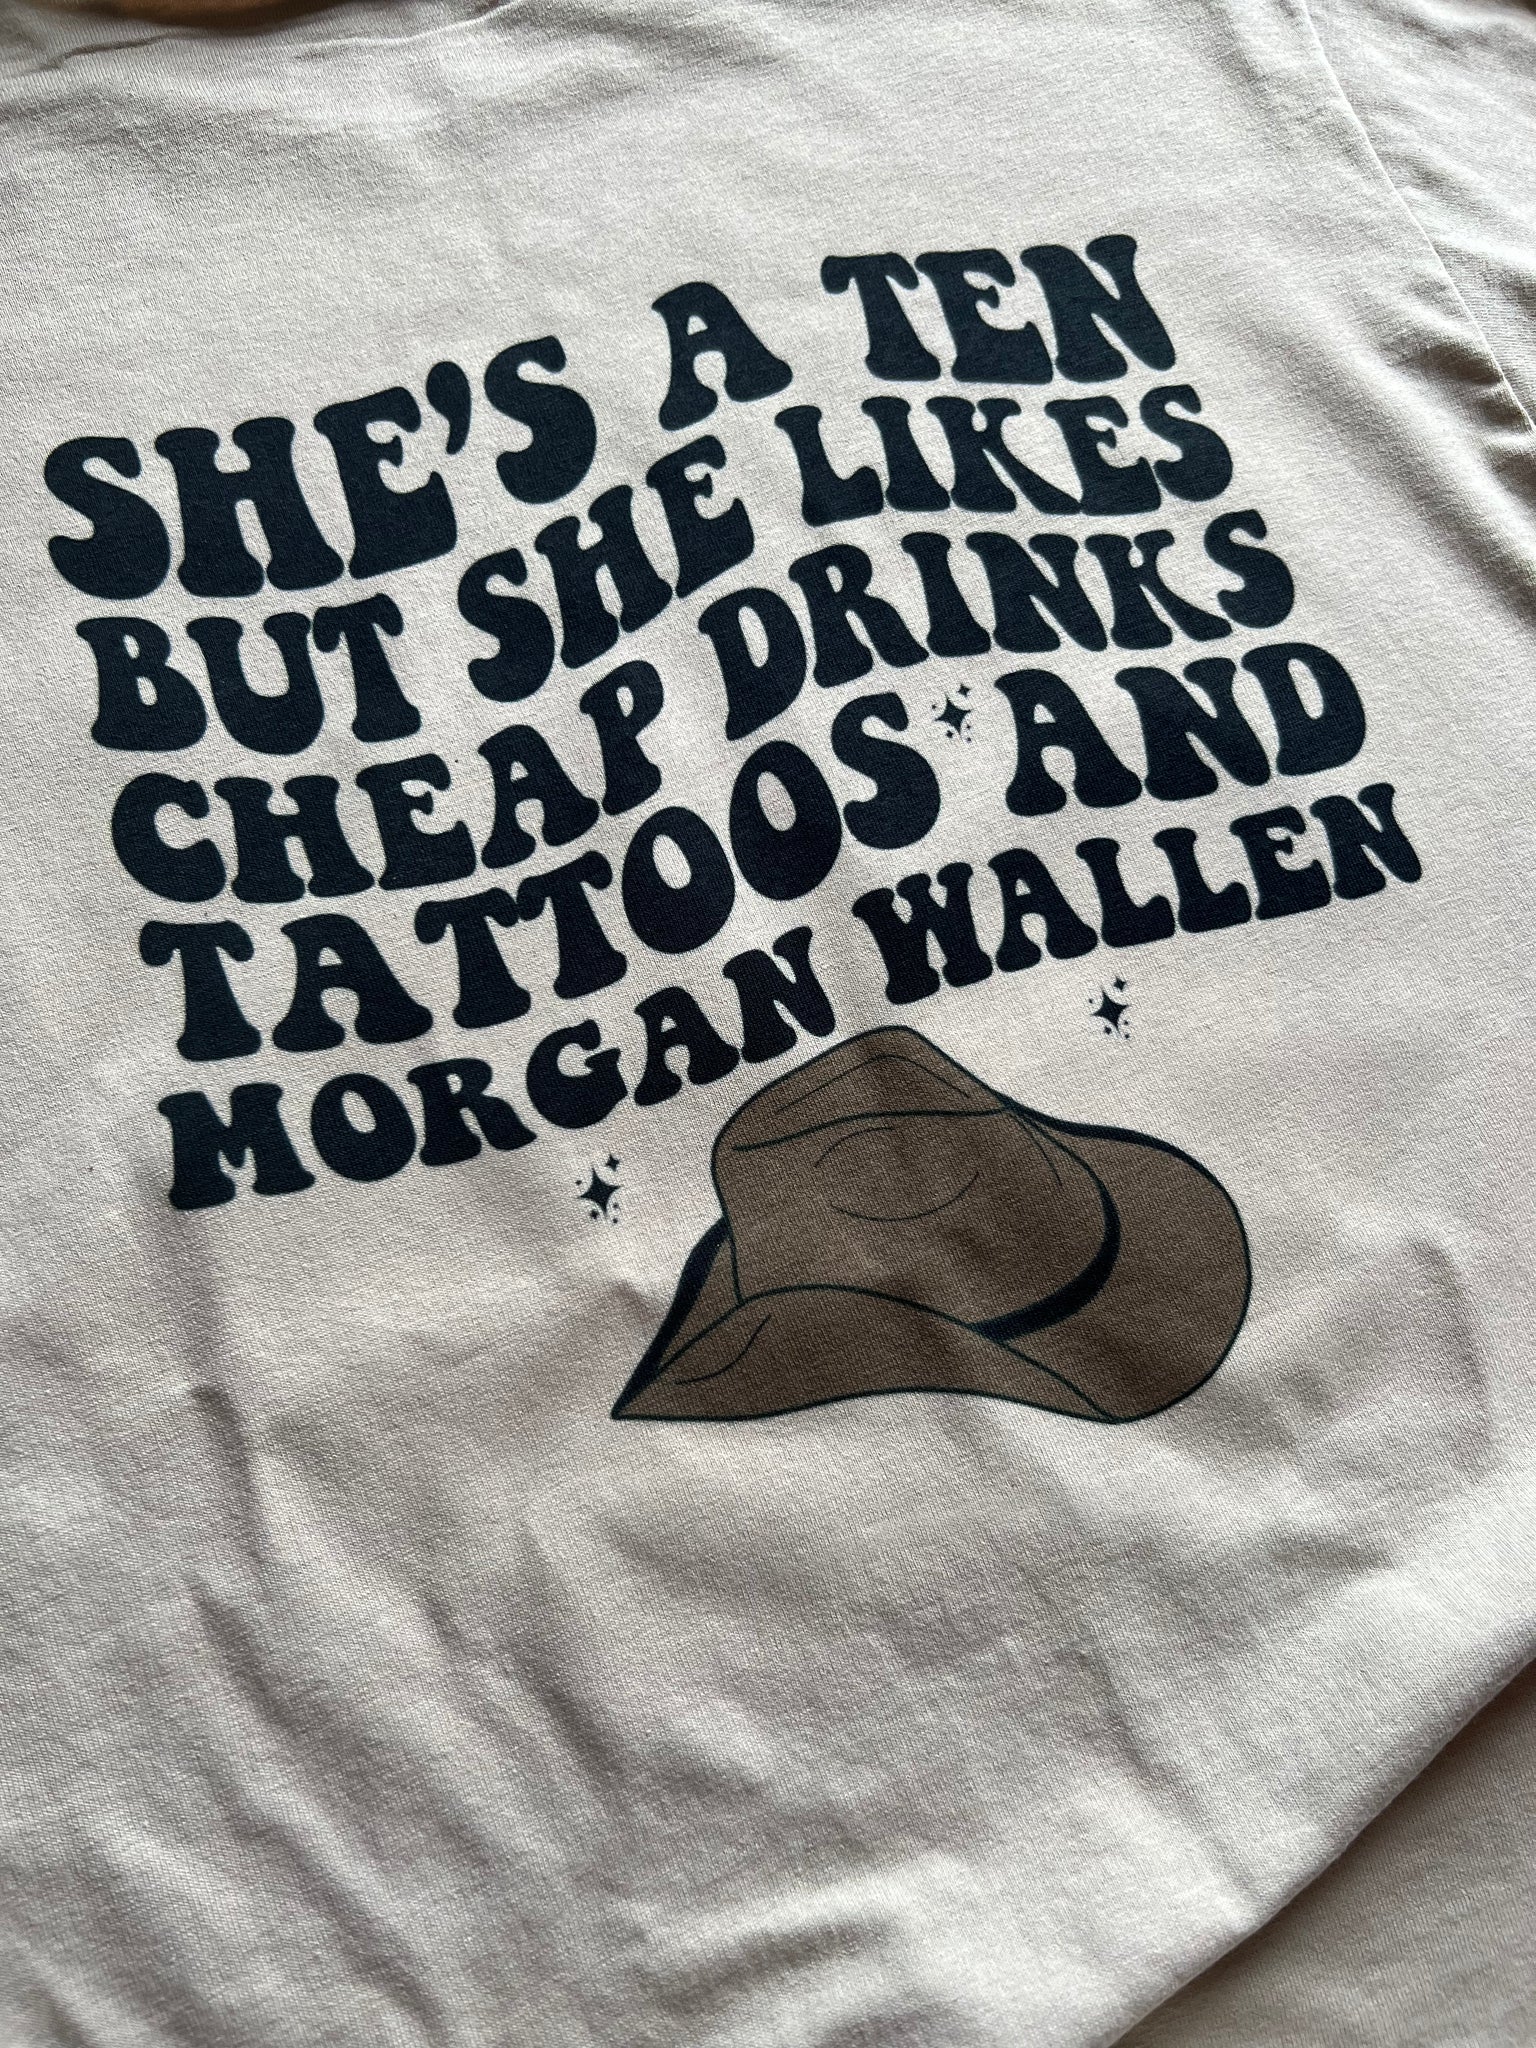 SHE'S A TEN
BUT SHE LIKES
CHEAP DRINKS
TATTOOS AND
MORGAN WALLEN